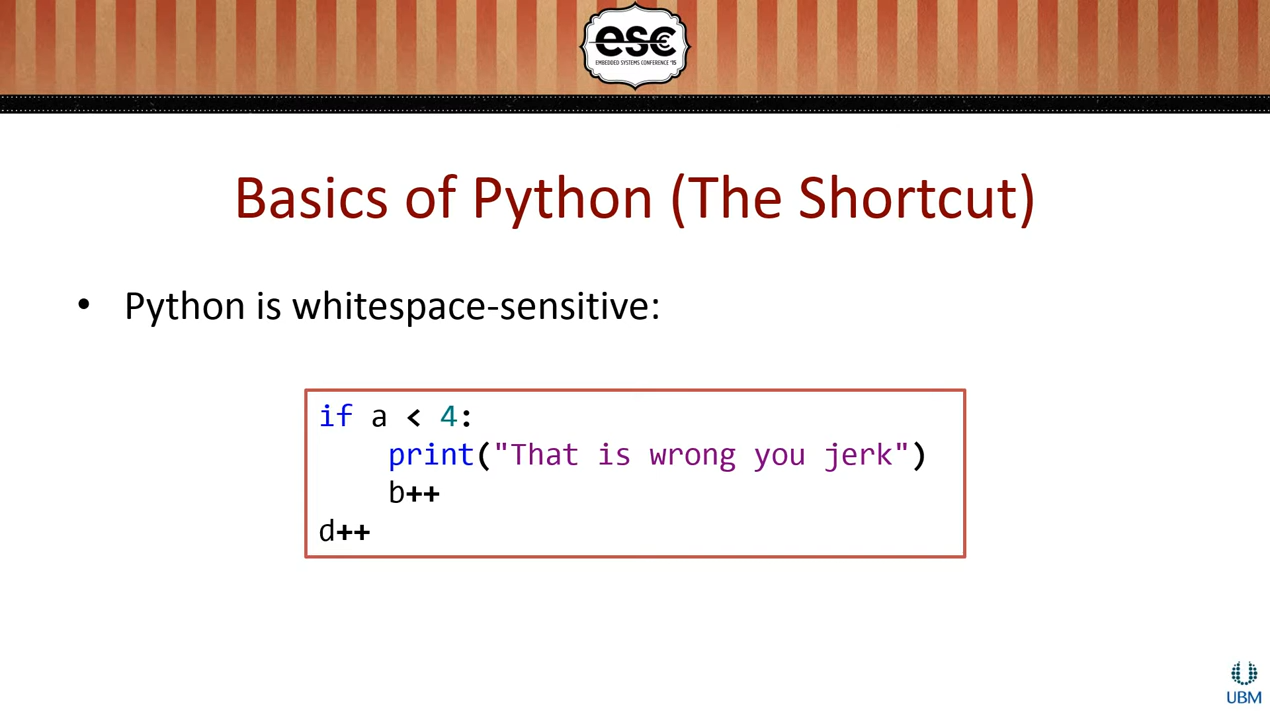 esc
EMBEDDED SYSTEMS CONFERENCE '15
Basics of Python (The Shortcut)
• Python is whitespace-sensitive:
if a < 4:
    print("That is wrong you jerk")
    b++
d++
UBM